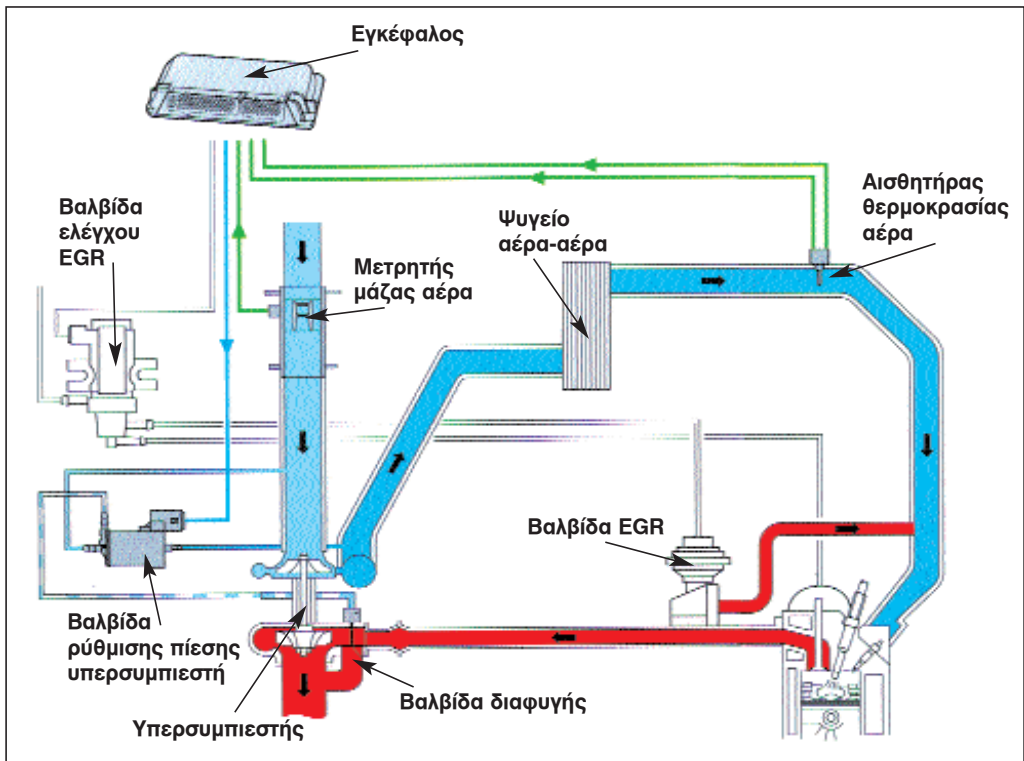 Εγκέφαλος
Βαλβίδα
ελέγχου
EGR
Μετρητής
μάζας αέρα
Ψυγείο
αέρα-αέρα
Αισθητήρας
θερμοκρασίας
αέρα
Βαλβίδα EGR
Βαλβίδα
ρύθμισης πίεσης
υπερσυμπιεστή
Βαλβίδα διαφυγής
Υπερσυμπιεστής